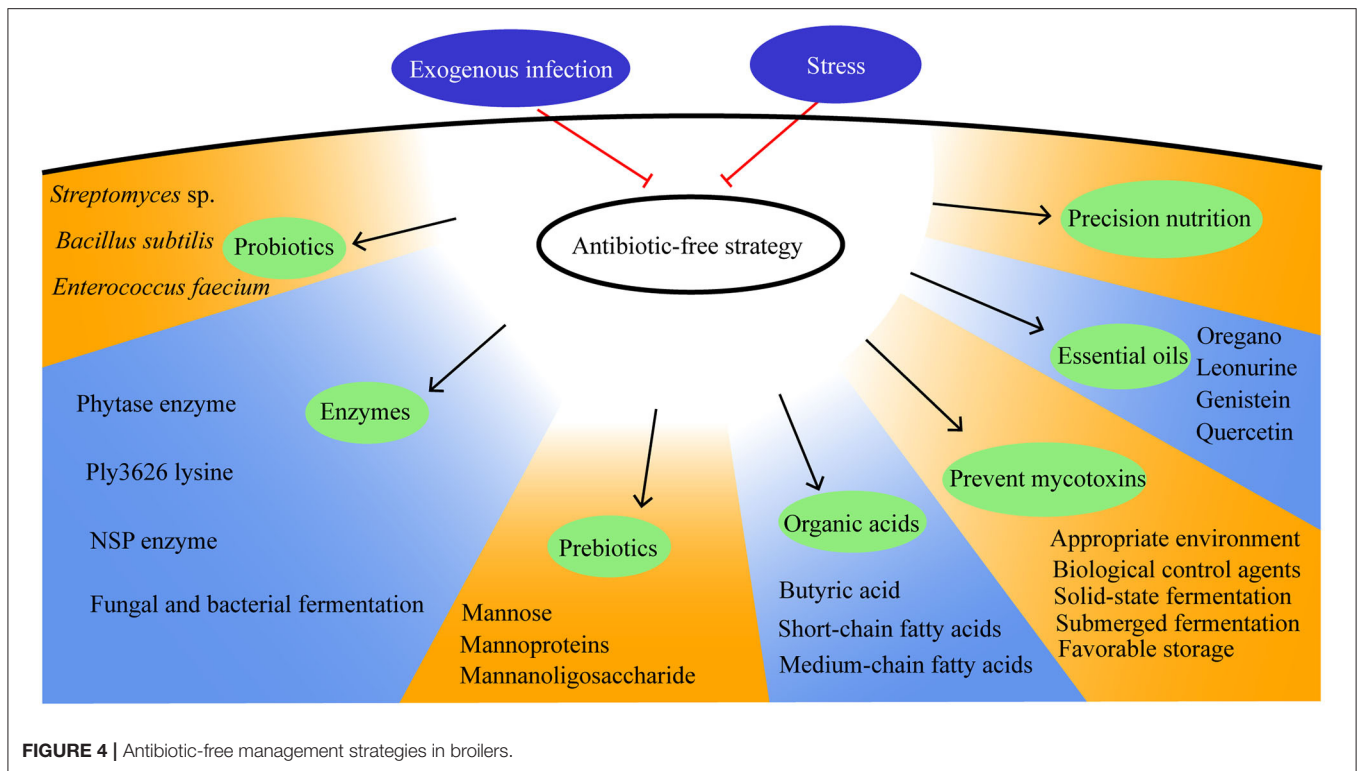 Exogenous infection
Stress
Antibiotic-free strategy
Streptomyces sp.
Bacillus subtilis
Enterococcus faecium
Probiotics
Phytase enzyme
Ply3626 lysine
NSP enzyme
Fungal and bacterial fermentation
Enzymes
Prebiotics
Mannose
Mannoproteins
Mannanoligosaccharide
Organic acids
Butyric acid
Short-chain fatty acids
Medium-chain fatty acids
Prevent mycotoxins
Appropriate environment
Biological control agents
Solid-state fermentation
Submerged fermentation
Favorable storage
Essential oils
Oregano
Leonurine
Genistein
Quercetin
Precision nutrition
FIGURE 4 | Antibiotic-free management strategies in broilers.